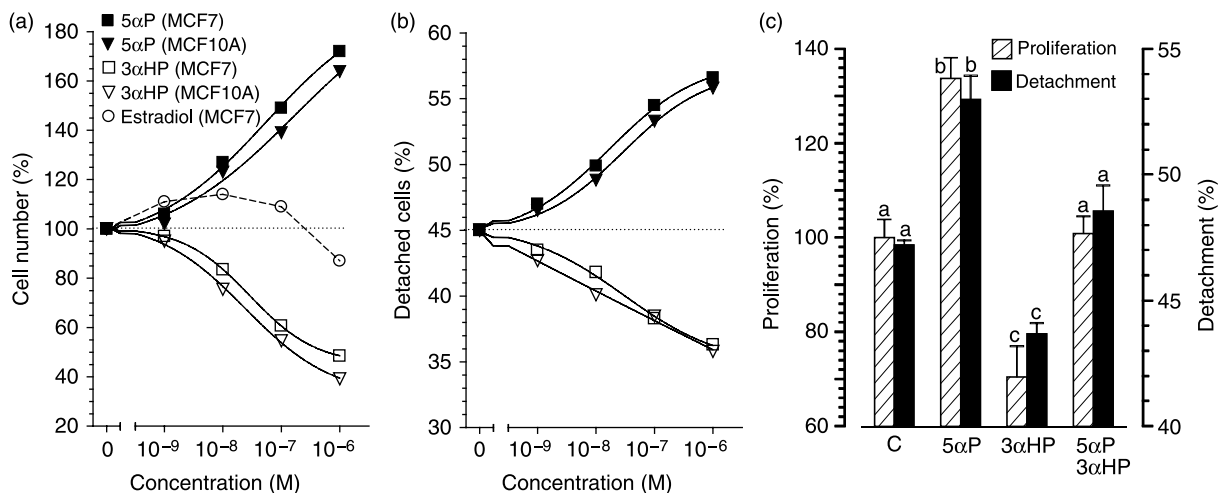 (a)
180
160
140
120
100
80
60
40
20
Cell number (%)
5αP (MCF7)
5αP (MCF10A)
3αHP (MCF7)
3αHP (MCF10A)
Estradiol (MCF7)
0 10⁻⁹ 10⁻⁸ 10⁻⁷ 10⁻⁶
Concentration (M)
(b)
60
55
50
45
40
35
30
Detached cells (%)
0 10⁻⁹ 10⁻⁸ 10⁻⁷ 10⁻⁶
Concentration (M)
(c)
140
120
100
80
60
Proliferation (%)
Proliferation
Detachment
a a b b c c a a
C 5αP 3αHP 5αP
3αHP
55
50
45
40
Detachment (%)